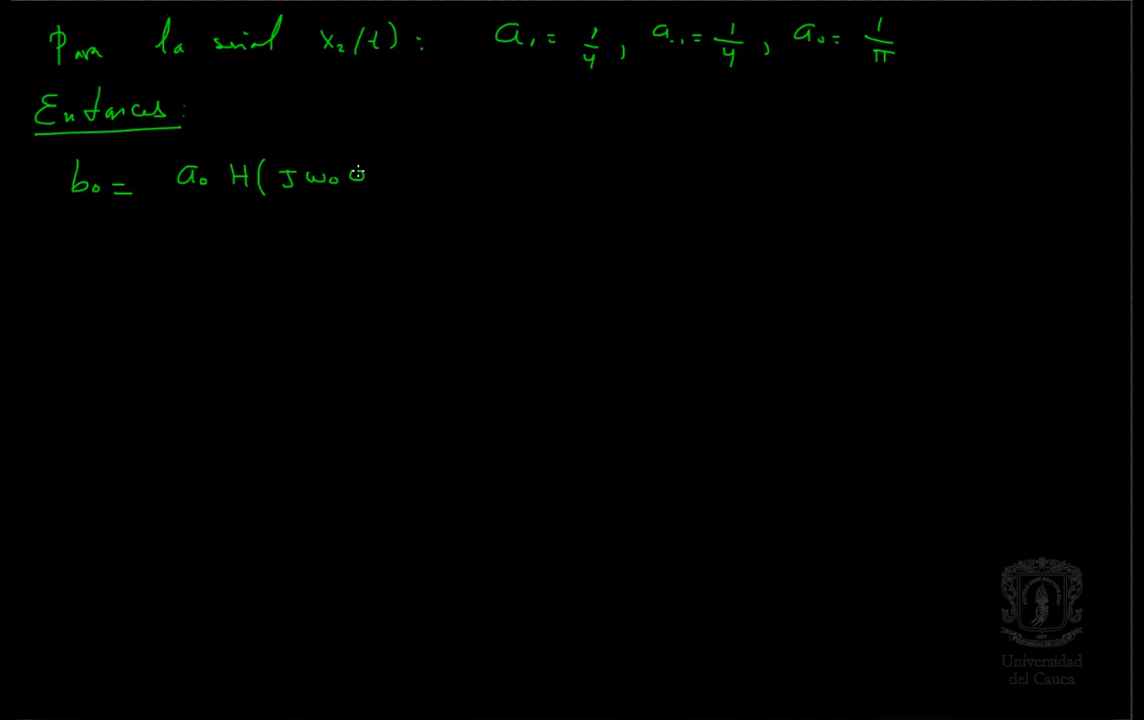 Para la señal x₂(t): a₁ = 1/4, a₋₁ = 1/4, a₀ = 1/π
Entonces:
b₀ = a₀ H(Jω₀ 0
Universidad
del Cauca